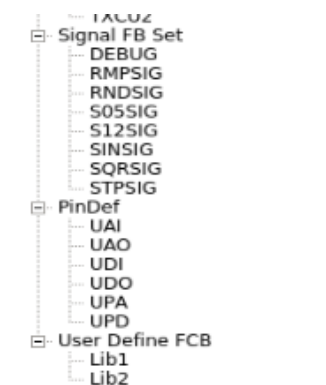 TXCO2
Signal FB Set
DEBUG
RMPSIG
RNDSIG
S05SIG
S12SIG
SINSIG
SQRSIG
STPSIG
PinDef
UAI
UAO
UDI
UDO
UPA
UPD
User Define FCB
Lib1
Lib2